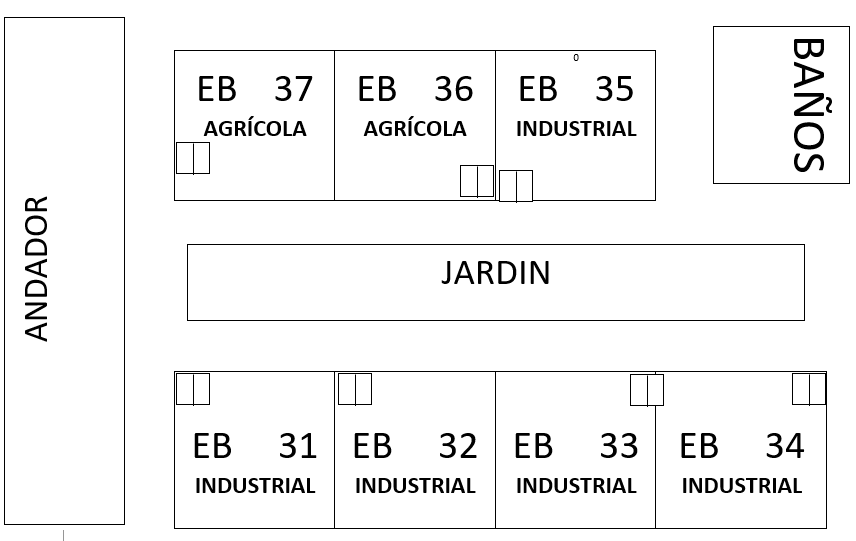 ANDADOR
EB 37
AGRÍCOLA
EB 36
AGRÍCOLA
0
EB 35
INDUSTRIAL
BAÑOS
JARDIN
EB 31
INDUSTRIAL
EB 32
INDUSTRIAL
EB 33
INDUSTRIAL
EB 34
INDUSTRIAL